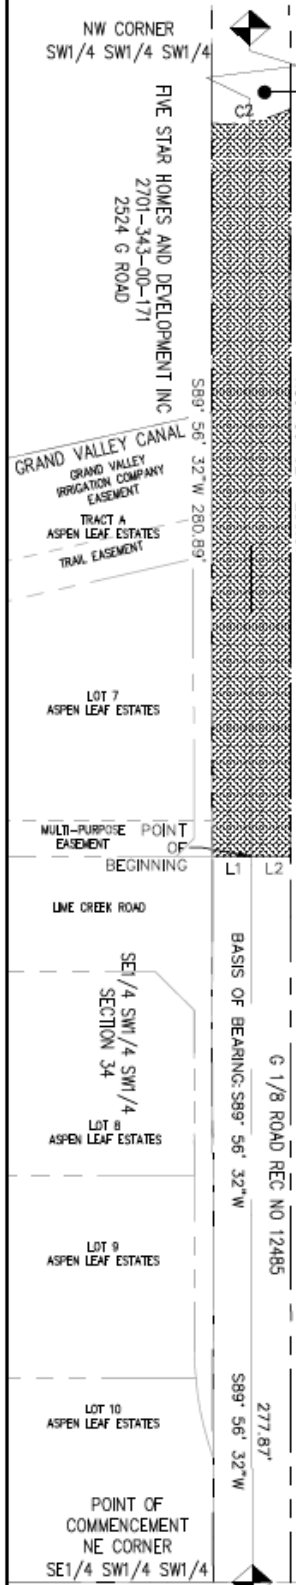 NW CORNER
SW1/4 SW1/4 SW1/4
C2
FIVE STAR HOMES AND DEVELOPMENT INC
2701-343-00-171
2524 G ROAD
S89° 56' 32"W 280.89'
GRAND VALLEY CANAL
GRAND VALLEY
IRRIGATION COMPANY
EASEMENT
TRACT A
ASPEN LEAF ESTATES
TRAIL EASEMENT
LOT 7
ASPEN LEAF ESTATES
MULTI-PURPOSE
EASEMENT
POINT
OF
BEGINNING
L1
L2
LIME CREEK ROAD
BASIS OF BEARING: S89° 56' 32"W
G 1/8 ROAD REC NO 12485
SE1/4 SW1/4 SW1/4
SECTION 34
LOT 8
ASPEN LEAF ESTATES
LOT 9
ASPEN LEAF ESTATES
LOT 10
ASPEN LEAF ESTATES
277.87'
S89° 56' 32"W
POINT OF
COMMENCEMENT
NE CORNER
SE1/4 SW1/4 SW1/4